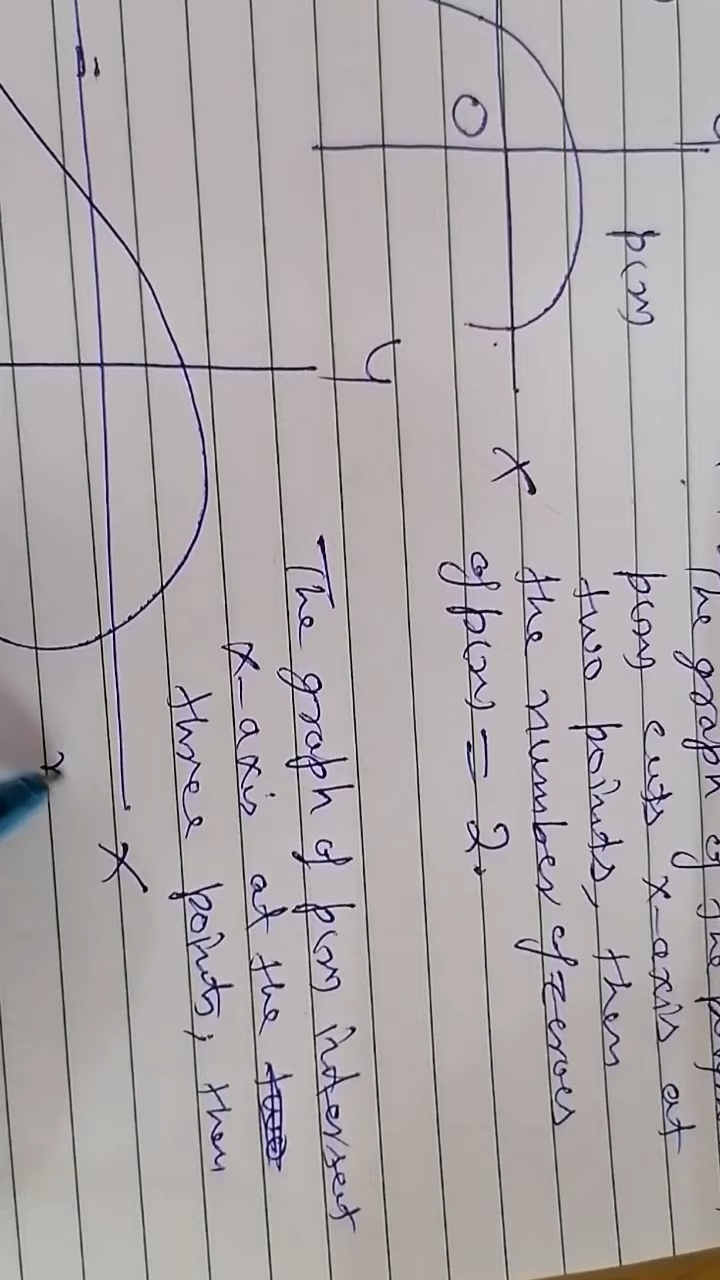 The graph of the
p(x) cuts x-axis at
two points, then
the number of zeroes
of p(x) = 2.
p(x)
O
X
Y
The graph of p(x) intersect
x-axis at the
three points, then
X